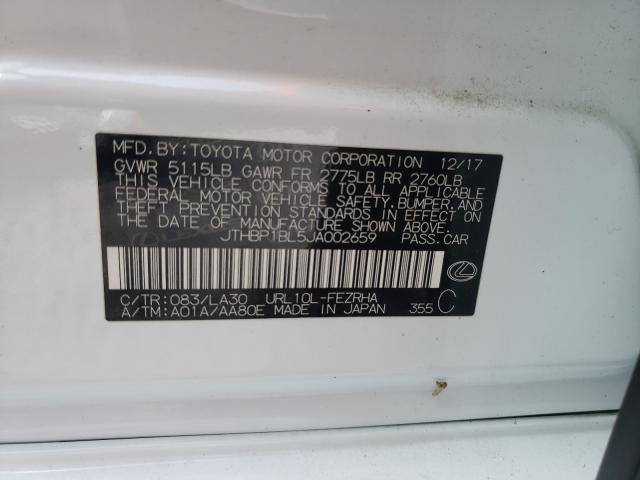 MFD. BY: TOYOTA MOTOR CORPORATION 12/17
GVWR 5115LB GAWR FR 2775LB RR 2760LB
THIS VEHICLE CONFORMS TO ALL APPLICABLE
FEDERAL MOTOR VEHICLE SAFETY, BUMPER, AND
THEFT PREVENTION STANDARDS IN EFFECT ON
THE DATE OF MANUFACTURE SHOWN ABOVE.
JTHBP1BL5JA002659 PASS. CAR
C/TR: 083/LA30 URL10L-FEZRHA
A/TM: A01A/AA80E MADE IN JAPAN 355 C